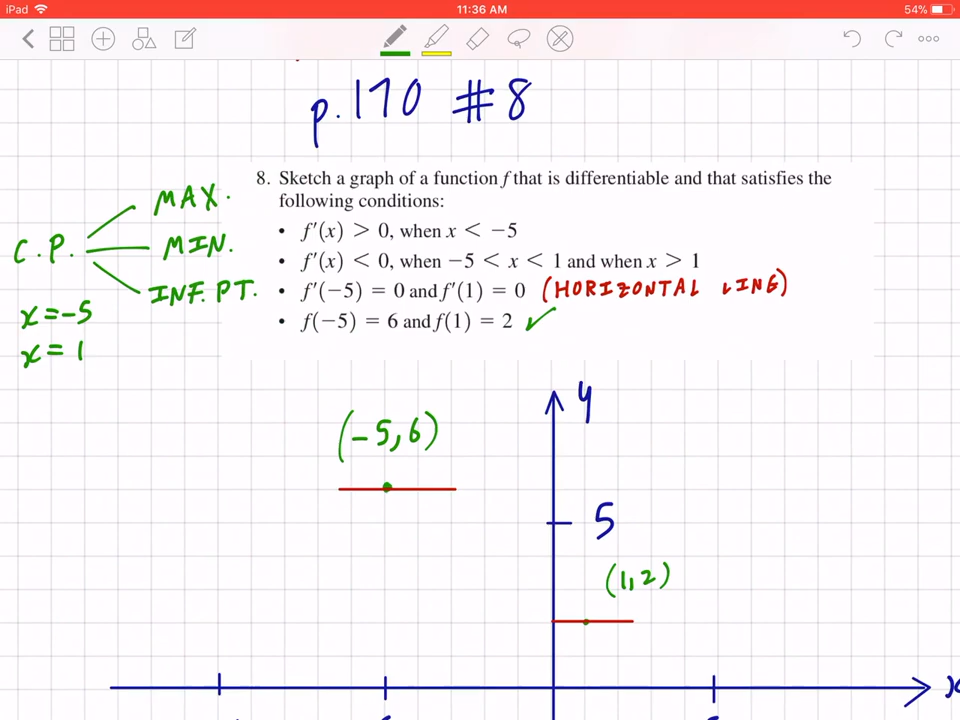 iPad 11:36 AM 54%
p.170 #8
8. Sketch a graph of a function f that is differentiable and that satisfies the
following conditions:
• f′(x) > 0, when x < −5
• f′(x) < 0, when −5 < x < 1 and when x > 1
• f′(−5) = 0 and f′(1) = 0 (HORIZONTAL LINE)
• f(−5) = 6 and f(1) = 2 ✓
C.P.
MAX.
MIN.
INF. PT.
x=-5
x=1
y
(-5,6)
5
(1,2)
x